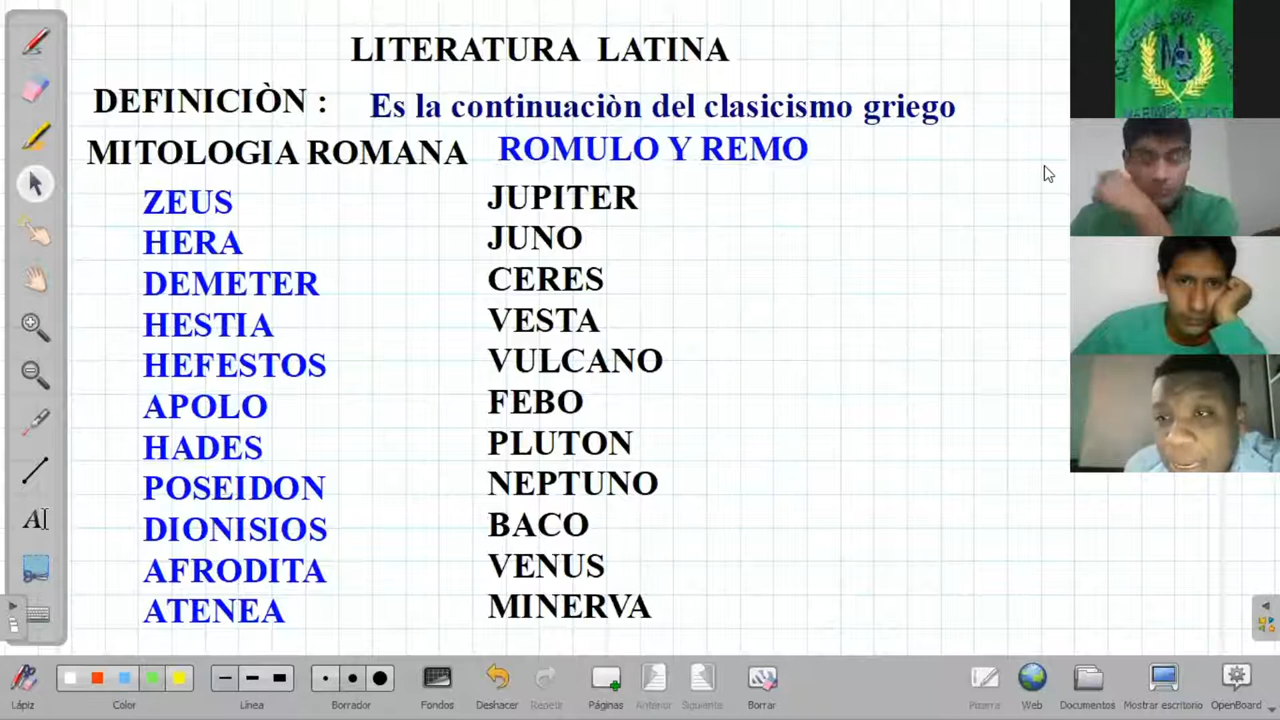 LITERATURA LATINA
DEFINICIÒN : Es la continuaciòn del clasicismo griego
MITOLOGIA ROMANA ROMULO Y REMO
ZEUS JUPITER
HERA JUNO
DEMETER CERES
HESTIA VESTA
HEFESTOS VULCANO
APOLO FEBO
HADES PLUTON
POSEIDON NEPTUNO
DIONISIOS BACO
AFRODITA VENUS
ATENEA MINERVA
Lápiz Color Línea Borrador Fondos Deshacer Repetir Páginas Anterior Siguiente Borrar Pizarra Web Documentos Mostrar escritorio OpenBoard